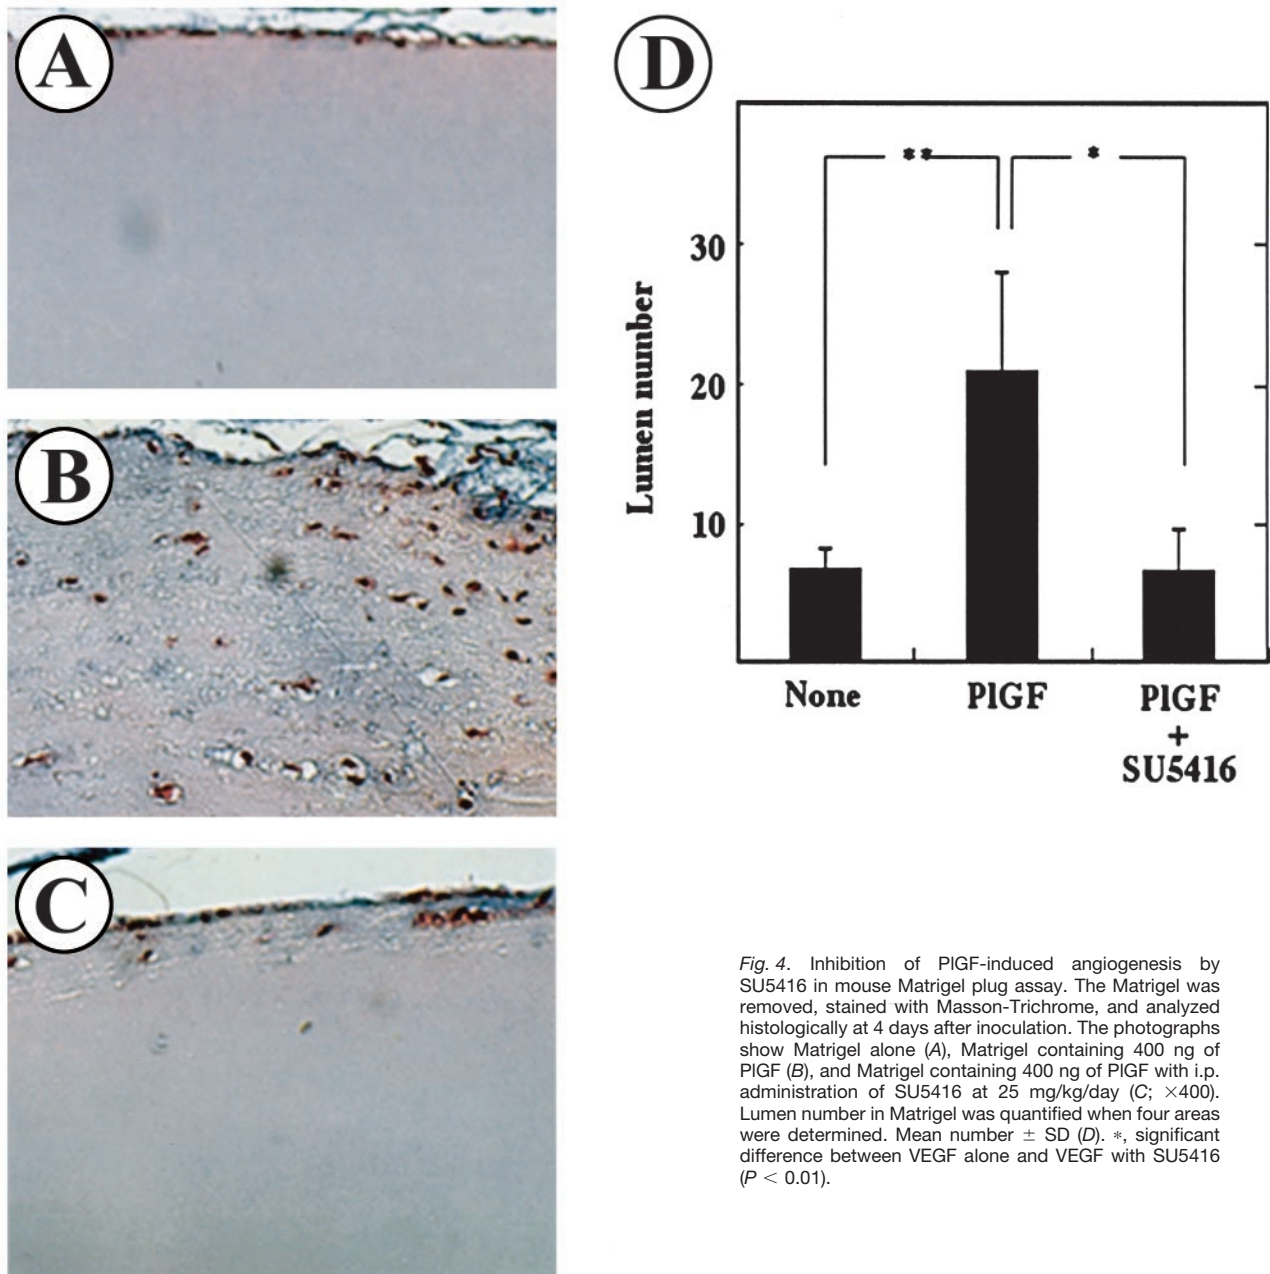 A
B
C
D
** *
Lumen number
30
20
10
None PlGF PlGF
+
SU5416
Fig. 4. Inhibition of PlGF-induced angiogenesis by
SU5416 in mouse Matrigel plug assay. The Matrigel was
removed, stained with Masson-Trichrome, and analyzed
histologically at 4 days after inoculation. The photographs
show Matrigel alone (A), Matrigel containing 400 ng of
PlGF (B), and Matrigel containing 400 ng of PlGF with i.p.
administration of SU5416 at 25 mg/kg/day (C; ×400).
Lumen number in Matrigel was quantified when four areas
were determined. Mean number ± SD (D). *, significant
difference between VEGF alone and VEGF with SU5416
(P < 0.01).